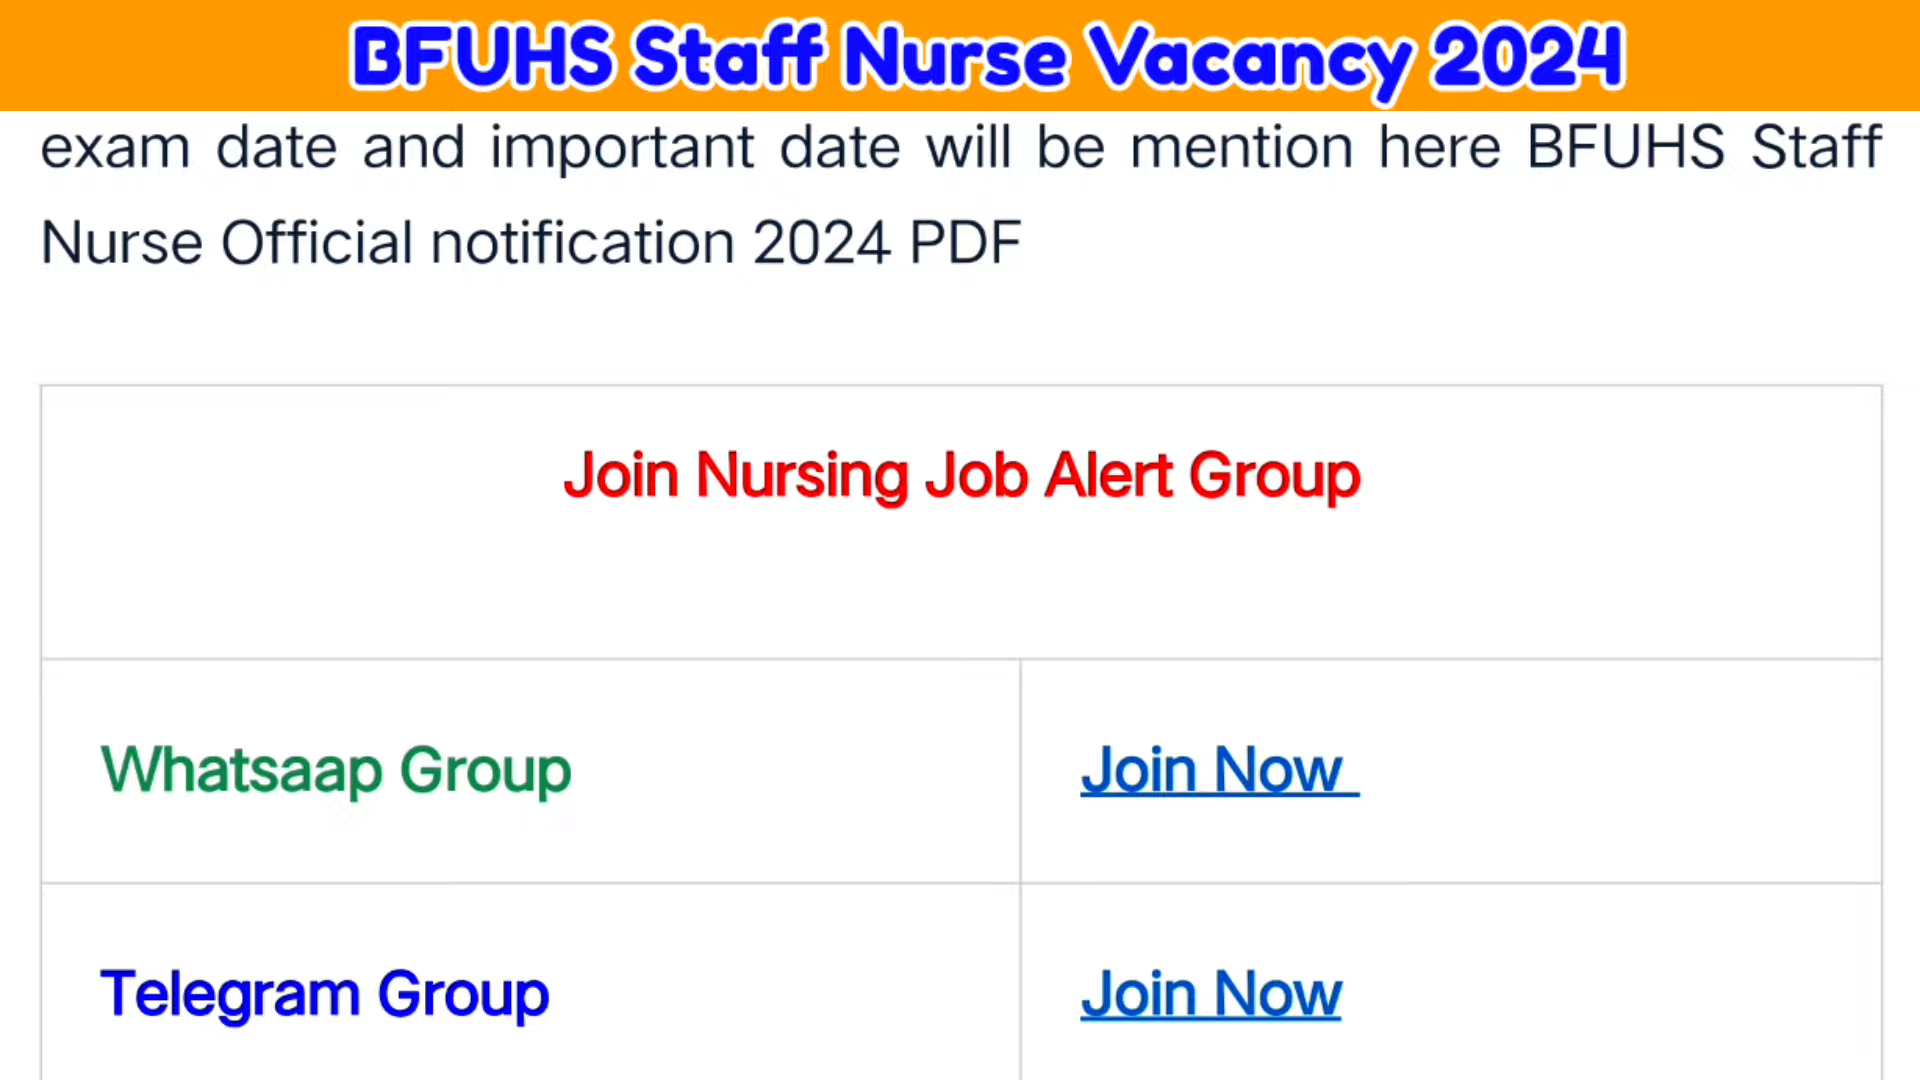 BFUHS Staff Nurse Vacancy 2024
exam date and important date will be mention here BFUHS Staff
Nurse Official notification 2024 PDF
Join Nursing Job Alert Group
Whatsaap Group
Join Now
Telegram Group
Join Now